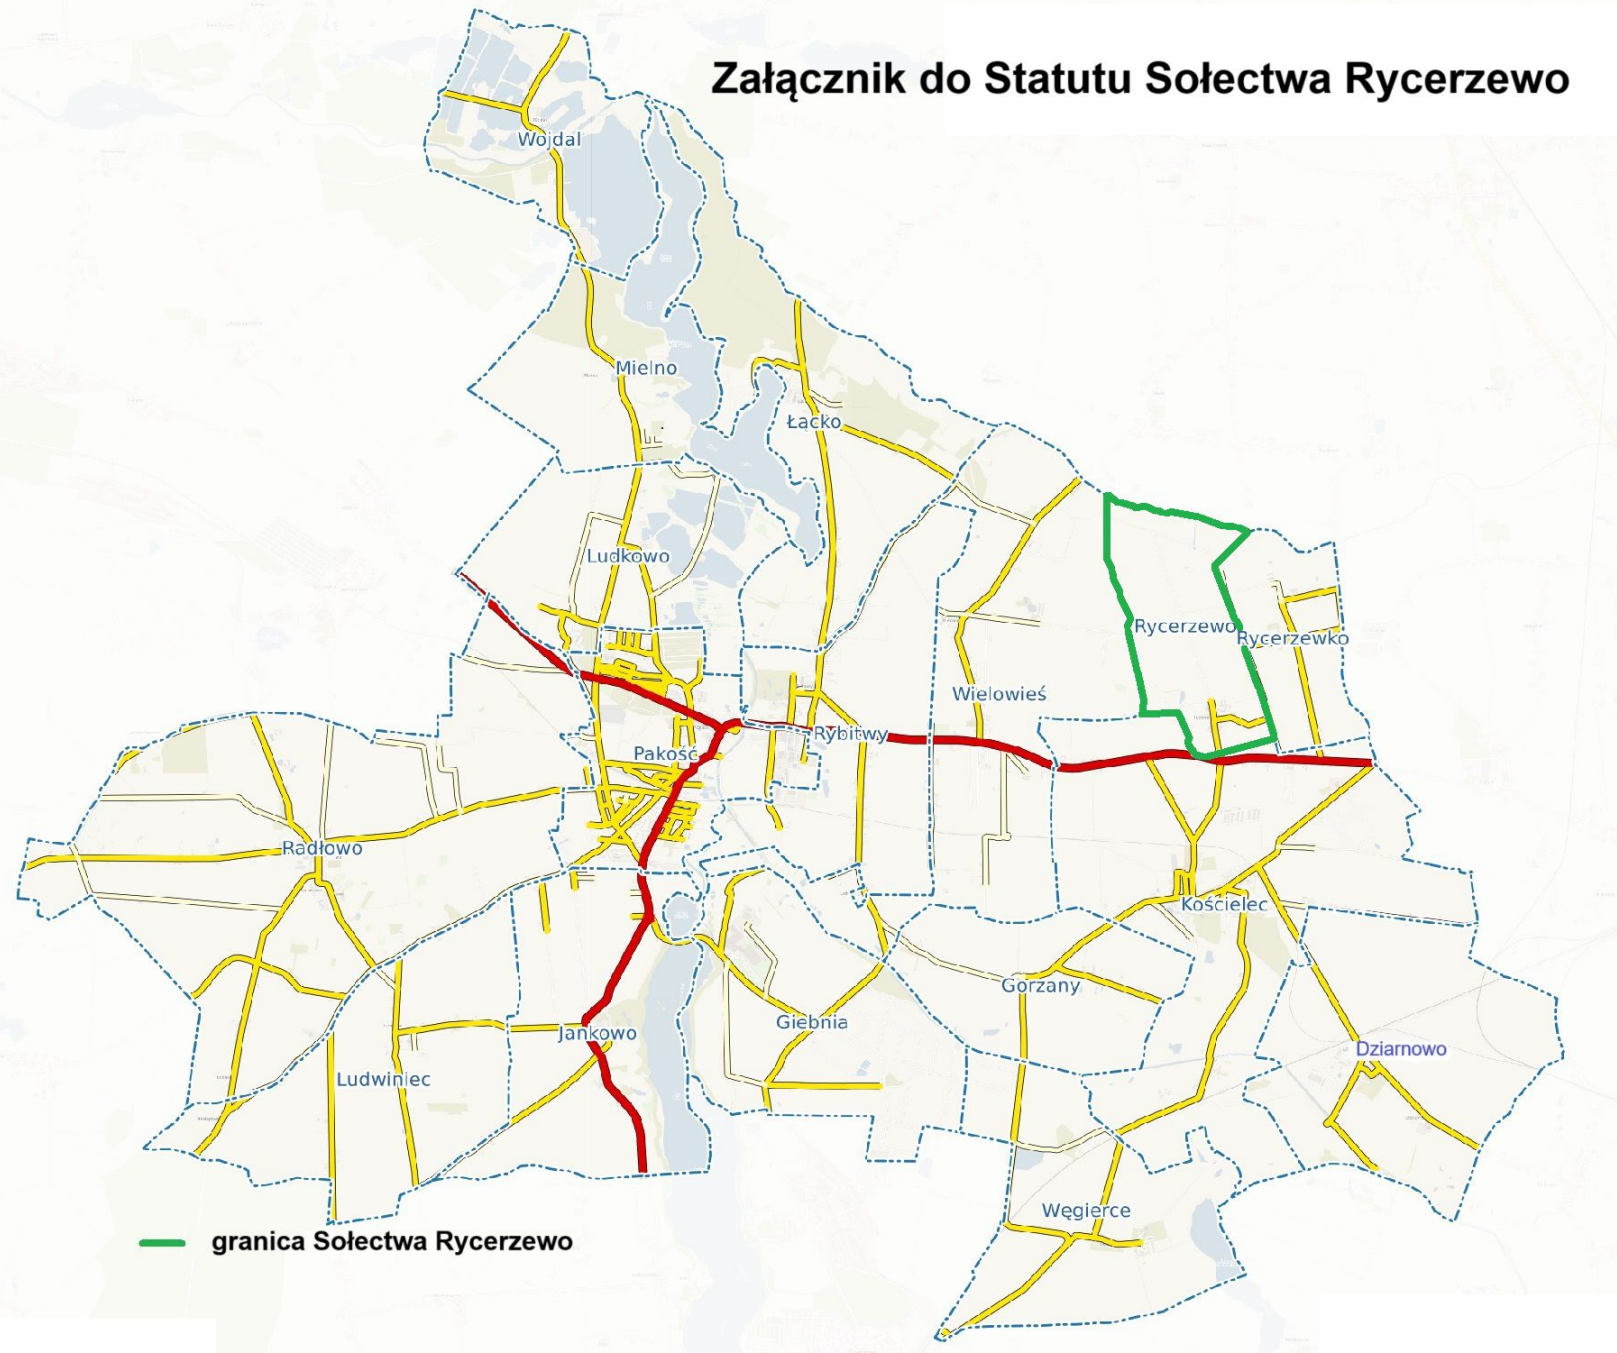 Załącznik do Statutu Sołectwa Rycerzewo
Wojdal
Mielno
Łącko
Ludkowo
Rycerzewo
Rycerzewko
Wielowieś
Rybitwy
Pakość
Radłowo
Kościelec
Gorzany
Giebnia
Jankowo
Dziarnowo
Ludwiniec
Węgierce
granica Sołectwa Rycerzewo